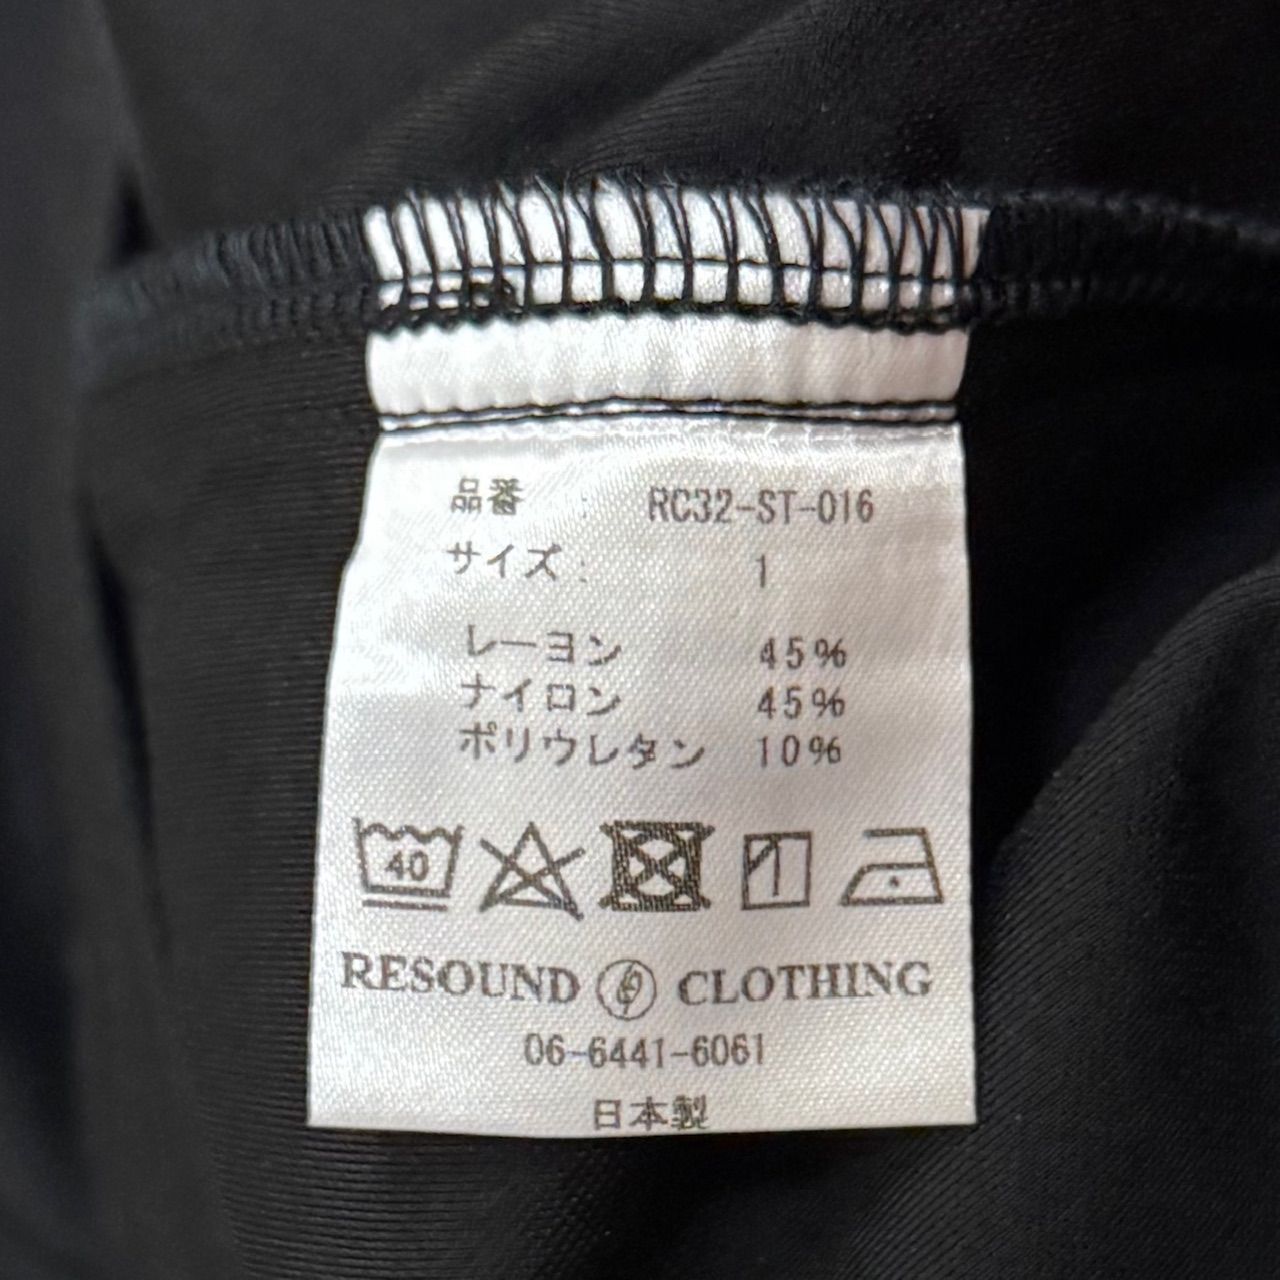 品番 : RC32-ST-016
サイズ : 1
レーヨン 45%
ナイロン 45%
ポリウレタン 10%
40
RESOUND CLOTHING
06-6441-6061
日本製